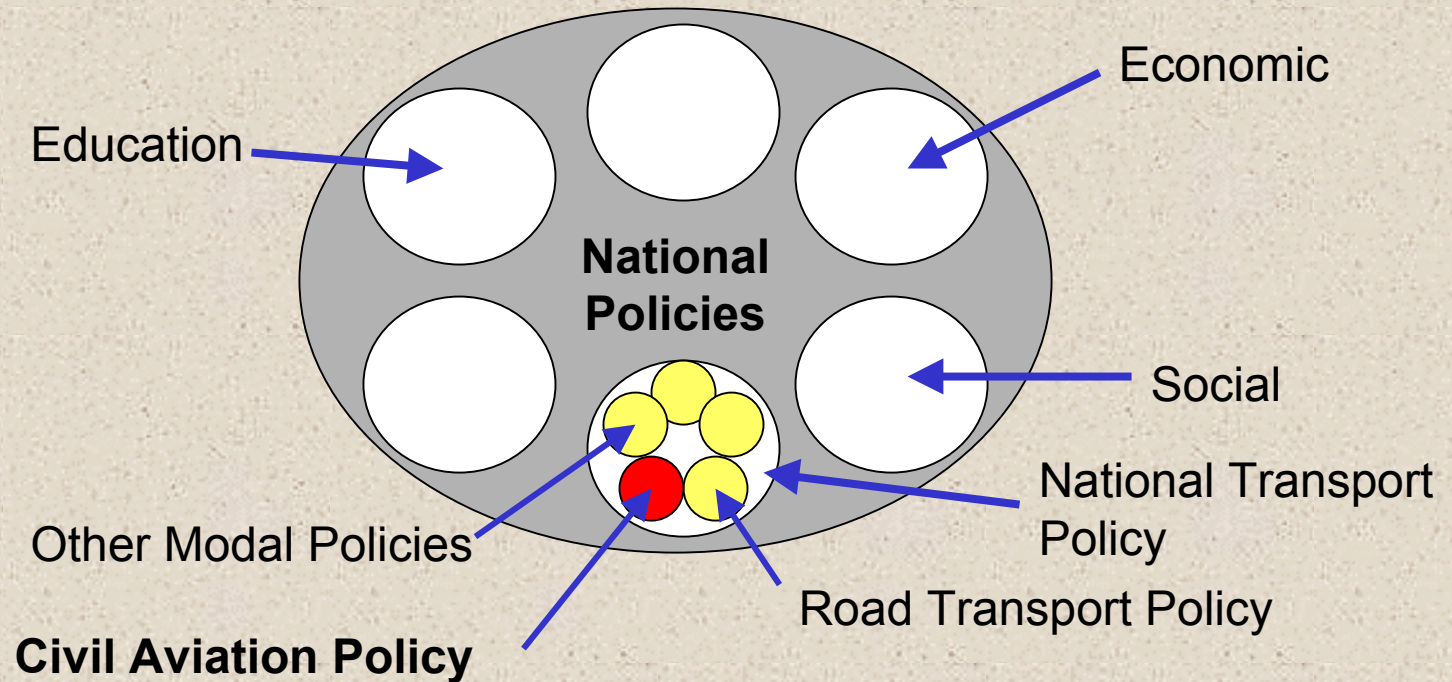 Economic
Education
National
Policies
Social
National Transport
Policy
Other Modal Policies
Road Transport Policy
Civil Aviation Policy